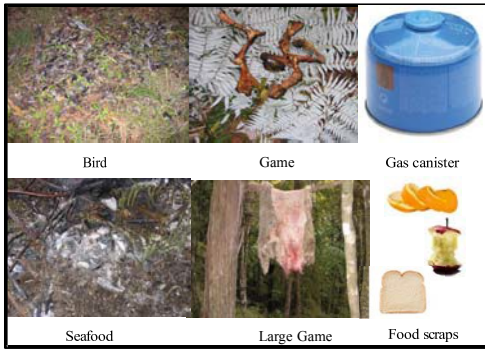 Bird
Game
Gas canister
Seafood
Large Game
Food scraps